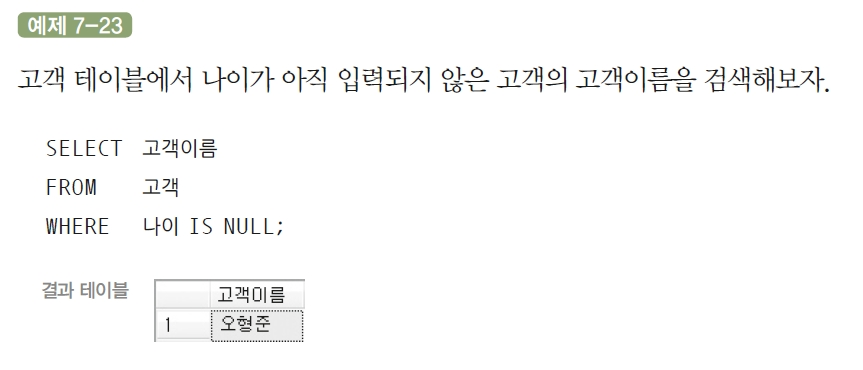 예제 7-23
고객 테이블에서 나이가 아직 입력되지 않은 고객의 고객이름을 검색해보자.
SELECT 고객이름
FROM 고객
WHERE 나이 IS NULL;
결과 테이블
고객이름
1 오형준